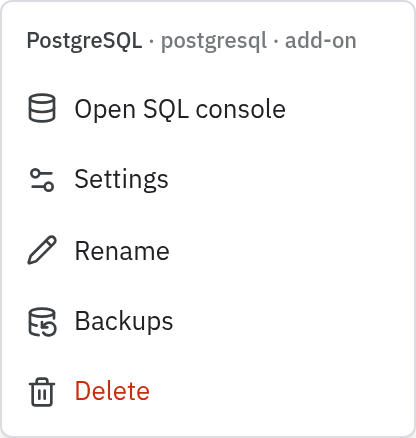 PostgreSQL · postgresql · add-on
Open SQL console
Settings
Rename
Backups
Delete